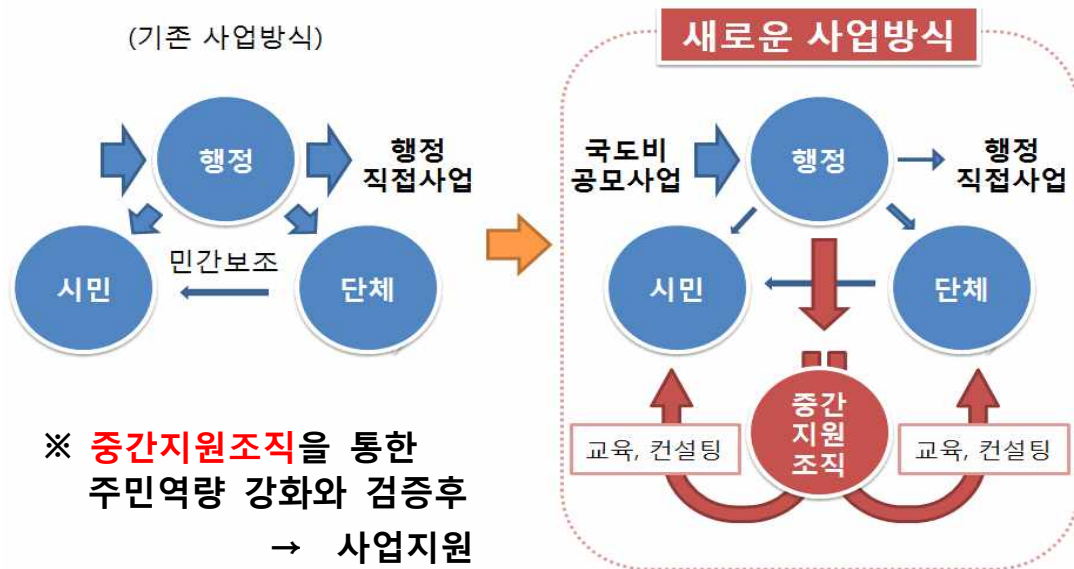 (기존 사업방식)
행정
행정
직접사업
시민
민간보조
단체
※ 중간지원조직을 통한
주민역량 강화와 검증후
→ 사업지원
새로운 사업방식
국도비
공모사업
행정
행정
직접사업
시민
단체
중간
지원
조직
교육, 컨설팅
교육, 컨설팅